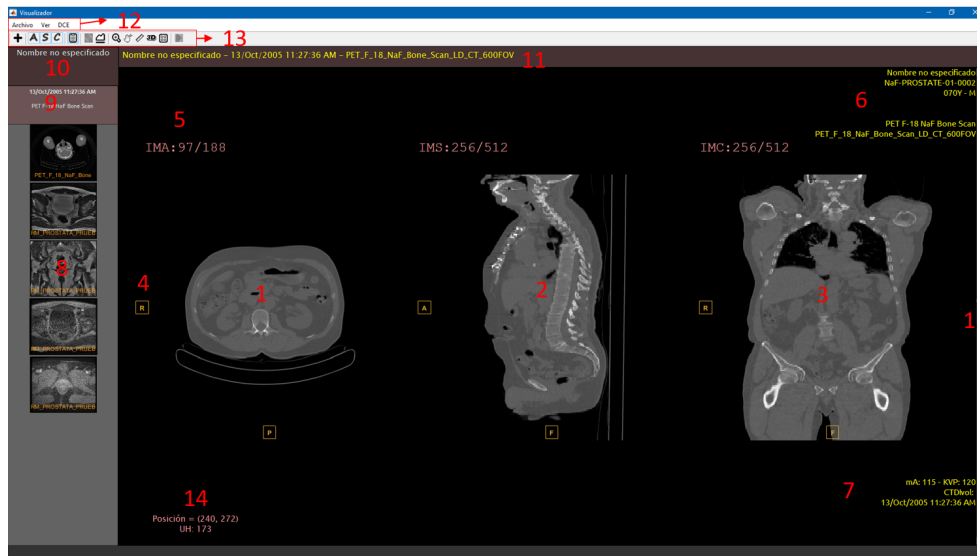 Visualizador
Archivo Ver DCE
12
A S C 3D
13
Nombre no especificado
10
Nombre no especificado - 13/Oct/2005 11:27:36 AM - PET_F_18_NaF_Bone_Scan_LD_CT_600FOV
11
13/Oct/2005 11:27:36 AM
9
PET F-18 NaF Bone Scan
Nombre no especificado
NaF-PROSTATE-01-0002
070Y - M
6
PET F-18 NaF Bone Scan
PET_F_18_NaF_Bone_Scan_LD_CT_600FOV
5
IMA:97/188
IMS:256/512
IMC:256/512
PET_F_18_NaF_Bone
RM_PROSTATA_PRUEB
8
RM_PROSTATA_PRUEB
RM_PROSTATA_PRUEB
RM_PROSTATA_PRUEB
4
R
1
A
2
R
3
1
P
F
F
14
Posición = (240, 272)
UH: 173
7
mA: 115 - KVP: 120
CTDIvol:
13/Oct/2005 11:27:36 AM